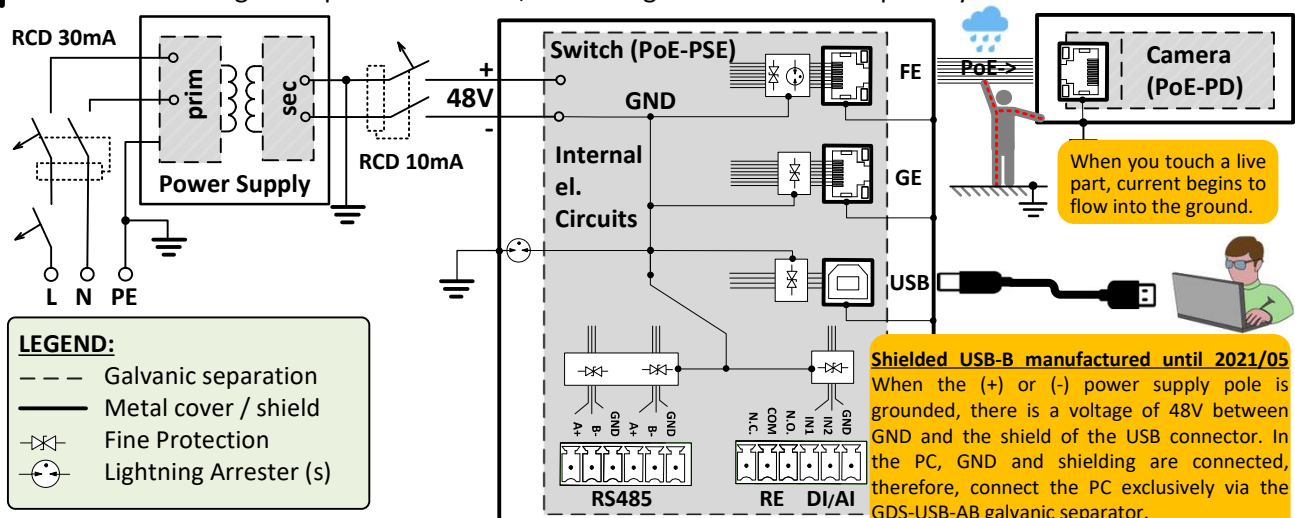 RCD 30mA
prim
sec
Power Supply
L N PE
RCD 10mA
+
48V
-
Switch (PoE-PSE)
GND
Internal
el.
Circuits
FE
GE
USB
A+ B- GND A+ B- GND
RS485
N.C. COM N.O. IN1 IN2 GND
RE DI/AI
PoE->
Camera
(PoE-PD)
When you touch a live
part, current begins to
flow into the ground.
LEGEND:
Galvanic separation
Metal cover / shield
Fine Protection
Lightning Arrester (s)
Shielded USB-B manufactured until 2021/05
When the (+) or (-) power supply pole is
grounded, there is a voltage of 48V between
GND and the shield of the USB connector. In
the PC, GND and shielding are connected,
therefore, connect the PC exclusively via the
GDS-USB-AB galvanic separator.